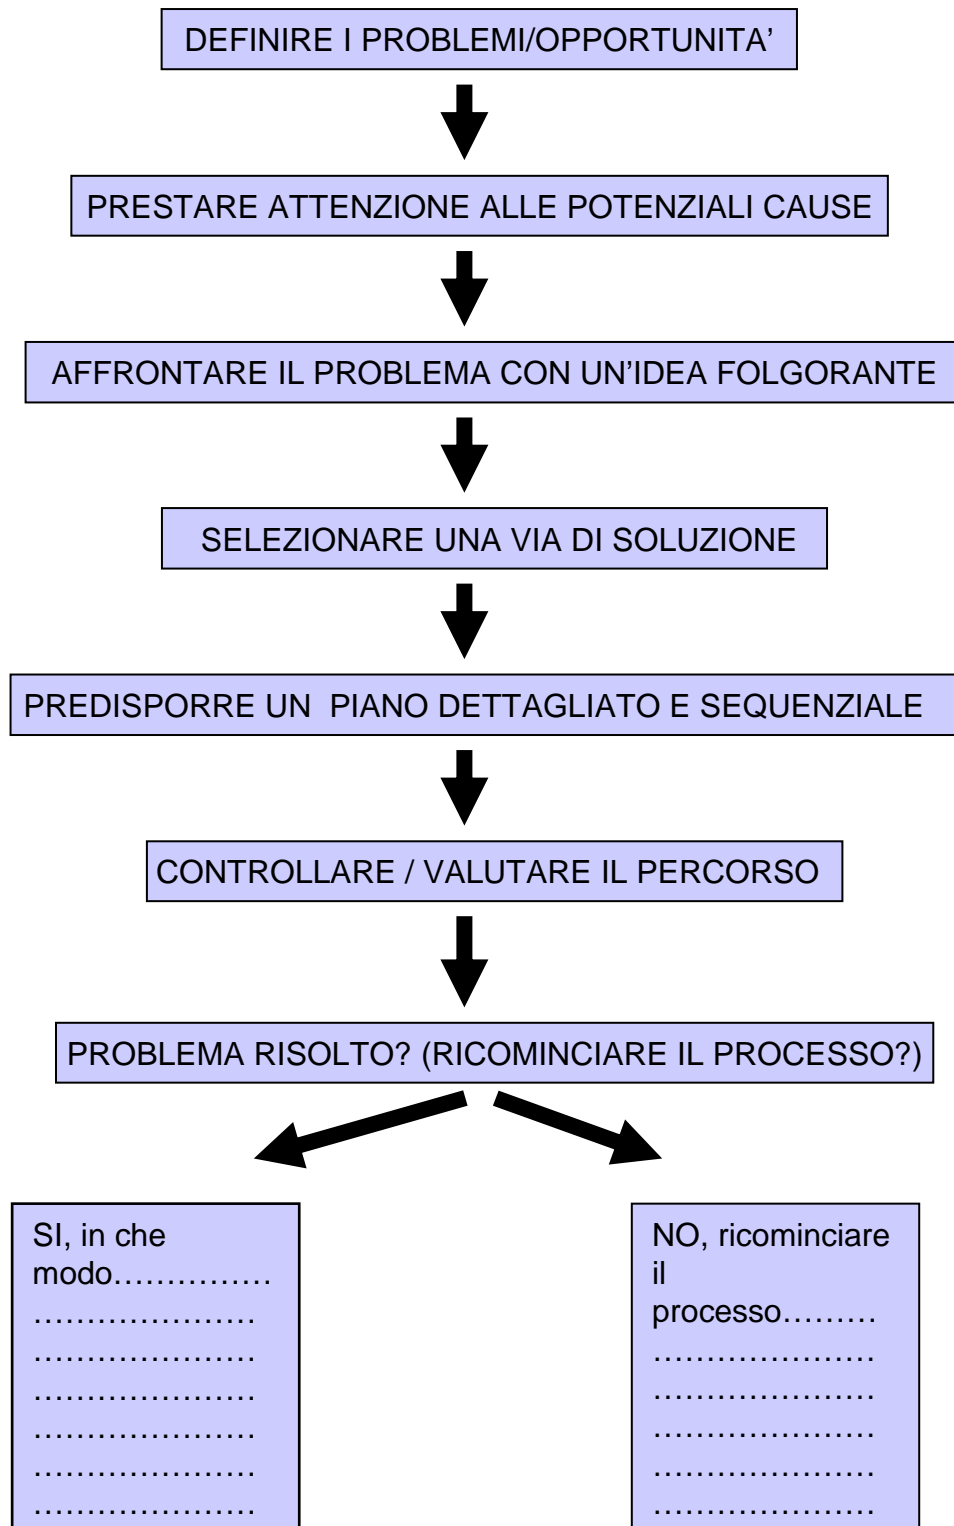 DEFINIRE I PROBLEMI/OPPORTUNITA’
PRESTARE ATTENZIONE ALLE POTENZIALI CAUSE
AFFRONTARE IL PROBLEMA CON UN’IDEA FOLGORANTE
SELEZIONARE UNA VIA DI SOLUZIONE
PREDISPORRE UN  PIANO DETTAGLIATO E SEQUENZIALE
CONTROLLARE / VALUTARE IL PERCORSO
PROBLEMA RISOLTO? (RICOMINCIARE IL PROCESSO?)
SI, in che
modo……………
…………………
…………………
…………………
…………………
…………………
…………………
NO, ricominciare
il
processo………
…………………
…………………
…………………
…………………
…………………